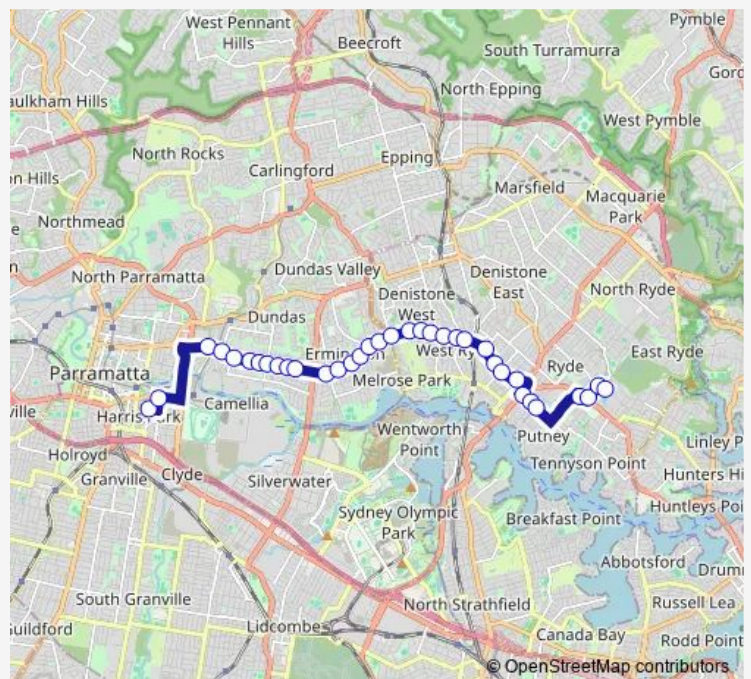 West Pennant
Hills
Pymble
Beecroft
South Turramurra
Gord
North Epping
aulkham Hills
West Pymble
North Rocks
Epping
Carlingford
n Hills
Marsfield
Macquarie
Park
Northmead
e
n
North Parramatta
Dundas Valley
Denistone
East
North Ryde
Denistone
West
Dundas
Ermin
n
West Ry
East Ryde
Parramatta
Ryde
Melrose Park
Camellia
ville
Harris
Park
Wentworth
Point
Putney
Linley P
Holroyd
Tennyson Point
Granville
Clyde
Silverwater
Hunters Hi
Sydney Olympic
Park
Breakfast Point
Huntleys Poi
Abbotsford
Drum
South Granville
North Strathfield
Russell Lea
Guildford
Lidcombe
Canada Bay
Rodd Point
© OpenStreetMap contributors